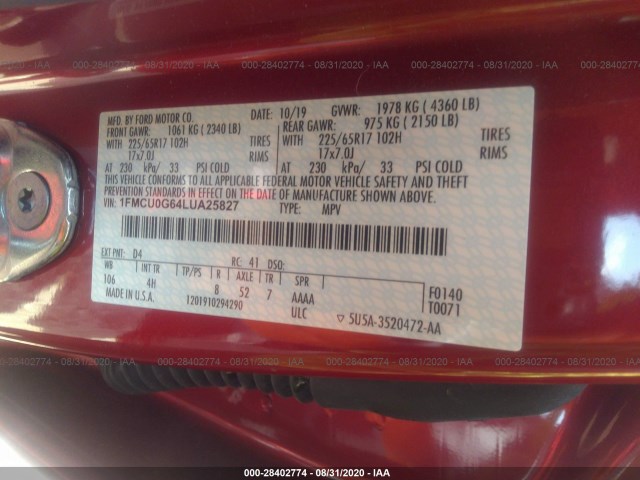 000-28402774 - 08/31/2020 - IAA
MFD. BY FORD MOTOR CO. DATE: 10/19 GVWR: 1978 KG ( 4360 LB)
FRONT GAWR: 1061 KG ( 2340 LB) REAR GAWR: 975 KG ( 2150 LB)
WITH 225/65R17 102H TIRES WITH 225/65R17 102H TIRES
17x7.0J RIMS 17x7.0J RIMS
AT 230 kPa/ 33 PSI COLD AT 230 kPa/ 33 PSI COLD
THIS VEHICLE CONFORMS TO ALL APPLICABLE FEDERAL MOTOR VEHICLE SAFETY AND THEFT
PREVENTION STANDARDS IN EFFECT ON THE DATE OF MANUFACTURE SHOWN ABOVE.
VIN: 1FMCU0G64LUA25827 TYPE: MPV
EXT PNT: D4 RC: 41 DSO:
WB INT TR TP/PS R AXLE TR SPR
106 4H 8 52 7 AAAA F0140
MADE IN U.S.A. 1201910294290 ULC T0071
5U5A-3520472-AA
000-28402774 - 08/31/2020 - IAA